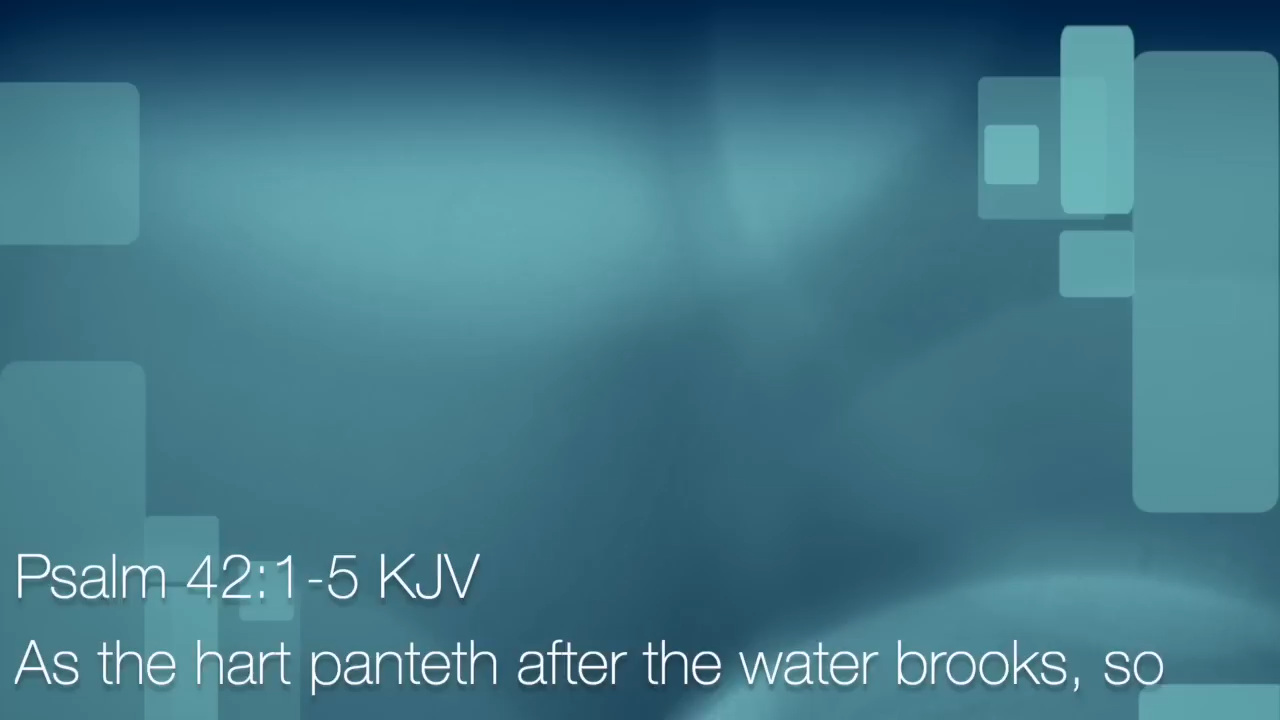 Psalm 42:1-5 KJV
As the hart panteth after the water brooks, so